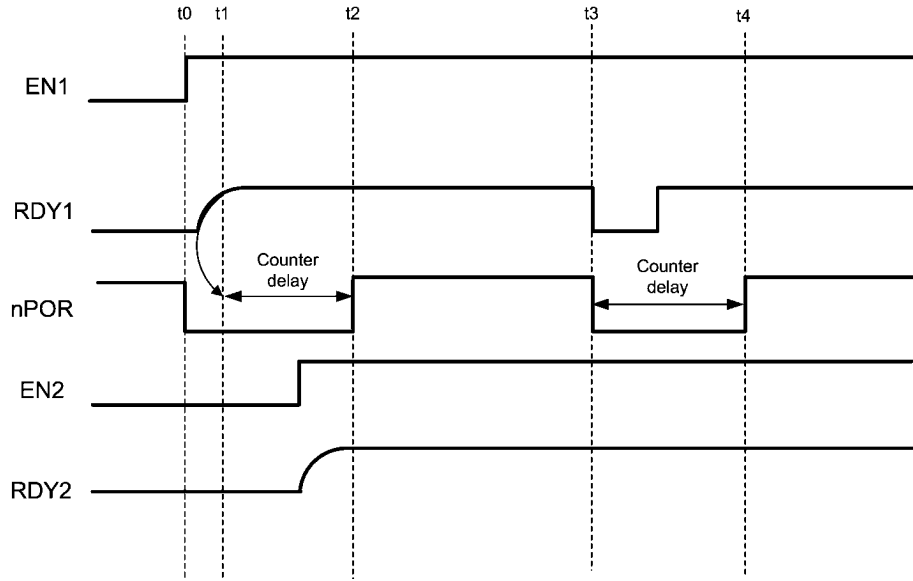 t0
t1
t2
t3
t4
EN1
RDY1
Counter
delay
Counter
delay
nPOR
EN2
RDY2